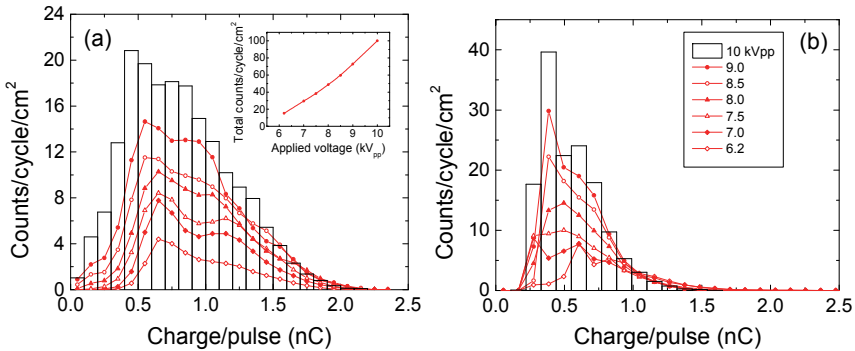 (a)
Counts/cycle/cm²
24
20
16
12
8
4
0
0.0 0.5 1.0 1.5 2.0 2.5
Charge/pulse (nC)
Total counts/cycle/cm²
100
80
60
40
20
0
5 6 7 8 9 10 11
Applied voltage (kVpp)
(b)
Counts/cycle/cm²
40
30
20
10
0
0.0 0.5 1.0 1.5 2.0 2.5
Charge/pulse (nC)
10 kVpp
9.0
8.5
8.0
7.5
7.0
6.2